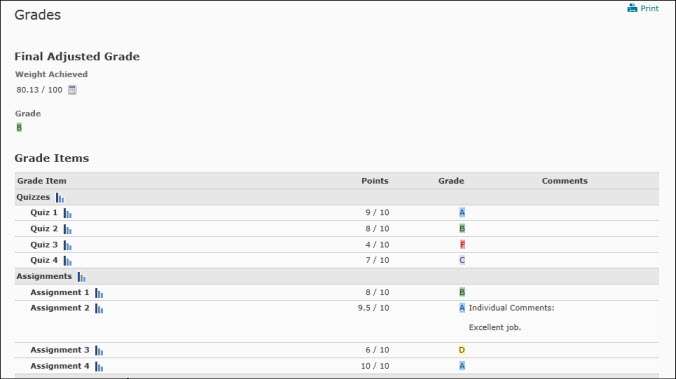 Grades
Print
Final Adjusted Grade
Weight Achieved
80.13 / 100
Grade
B
Grade Items
Grade Item Points Grade Comments
Quizzes
Quiz 1 9 / 10 A
Quiz 2 8 / 10 B
Quiz 3 4 / 10 F
Quiz 4 7 / 10 C
Assignments
Assignment 1 8 / 10 B
Assignment 2 9.5 / 10 A Individual Comments:
Excellent job.
Assignment 3 6 / 10 D
Assignment 4 10 / 10 A